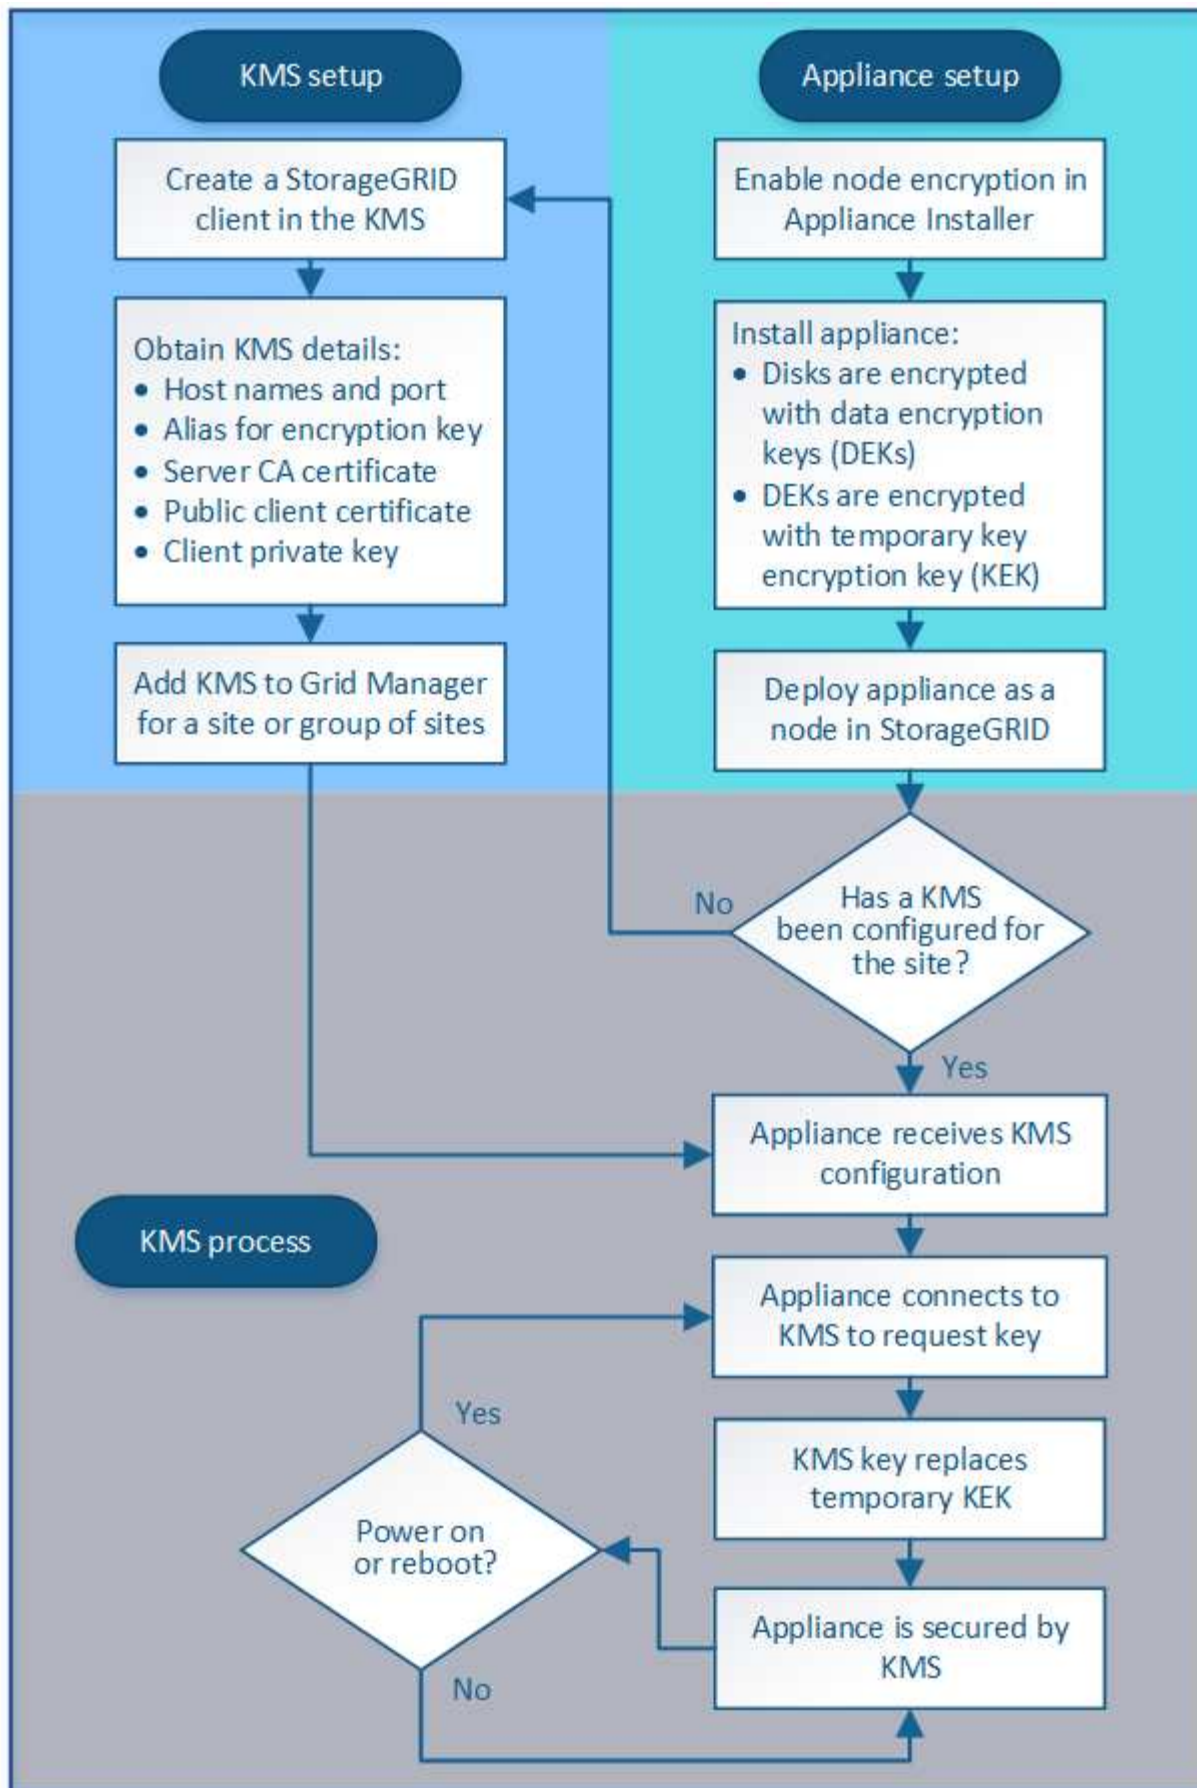 KMS setup
Create a StorageGRID
client in the KMS
Obtain KMS details:
• Host names and port
• Alias for encryption key
• Server CA certificate
• Public client certificate
• Client private key
Add KMS to Grid Manager
for a site or group of sites
Appliance setup
Enable node encryption in
Appliance Installer
Install appliance:
• Disks are encrypted
with data encryption
keys (DEKs)
• DEKs are encrypted
with temporary key
encryption key (KEK)
Deploy appliance as a
node in StorageGRID
Has a KMS
been configured for
the site?
No
Yes
KMS process
Appliance receives KMS
configuration
Appliance connects to
KMS to request key
KMS key replaces
temporary KEK
Appliance is secured by
KMS
Power on
or reboot?
Yes
No